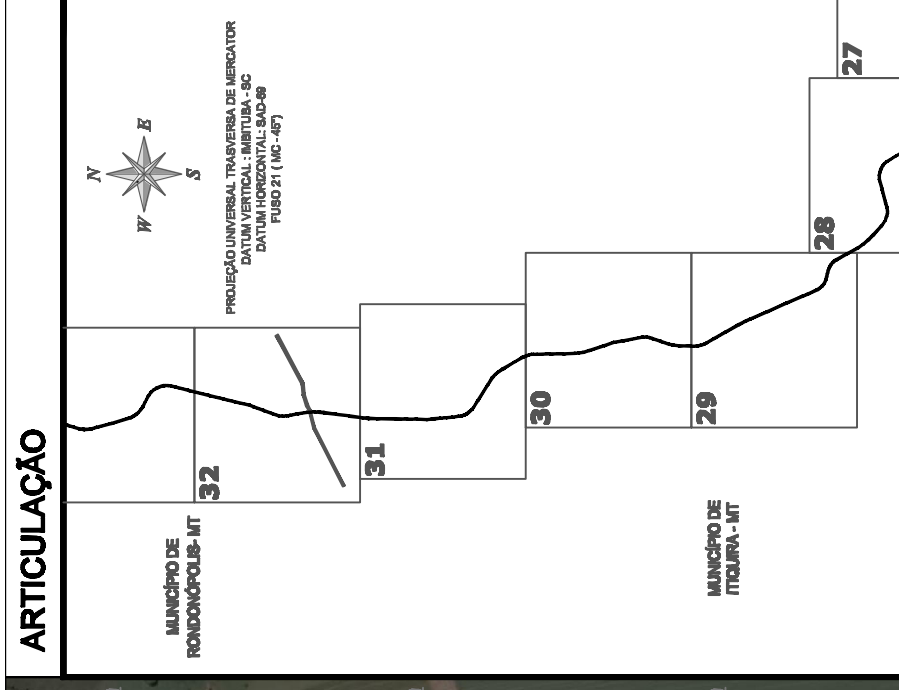 ARTICULAÇÃO
N
W
E
S
PROJEÇÃO UNIVERSAL TRASVERSA DE MERCATOR
DATUM VERTICAL : IMBITUBA - SC
DATUM HORIZONTAL: SAD-69
FUSO 21 ( MC - 45º)
MUNICÍPIO DE
RONDONÓPOLIS- MT
32
31
30
29
28
27
MUNICÍPIO DE
ITIQUIRA - MT